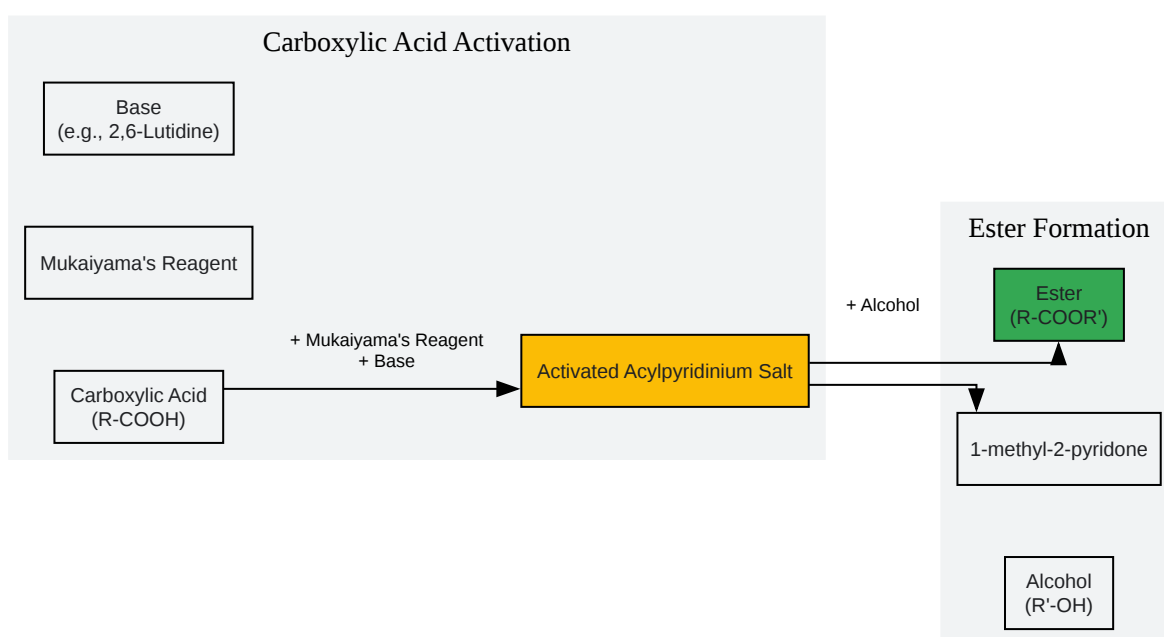 Carboxylic Acid Activation
Base
(e.g., 2,6-Lutidine)
Mukaiyama's Reagent
+ Mukaiyama's Reagent
+ Base
Carboxylic Acid
(R-COOH)
Activated Acylpyridinium Salt
+ Alcohol
Ester Formation
Ester
(R-COOR')
1-methyl-2-pyridone
Alcohol
(R'-OH)